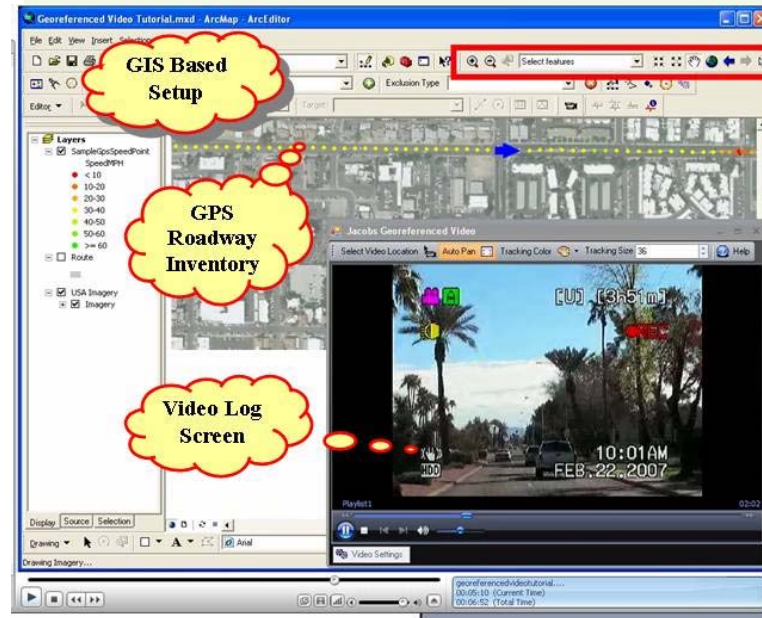 Georeferenced Video Tutorial.mxd - ArcMap - ArcEditor
File Edit View Insert Selection
GIS Based
Setup
Select features
Exclusion Type
Editor
Target:
Layers
SampleGpsSpeedPoint
SpeedMPH
< 10
10-20
20-30
30-40
40-50
50-60
>= 60
Route
USA Imagery
Imagery
GPS
Roadway
Inventory
Jacobs Georeferenced Video
Select Video Location Auto Pan Tracking Color Tracking Size 36 Help
[U] [3h51m]
REC
Video Log
Screen
10:01AM
HDD FEB.22.2007
Playlist1 02:02
Display Source Selection
Drawing A Arial
Video Settings
Drawing Imagery...
georeferencedvideotutorial....
00:05:10 (Current Time)
00:06:52 (Total Time)